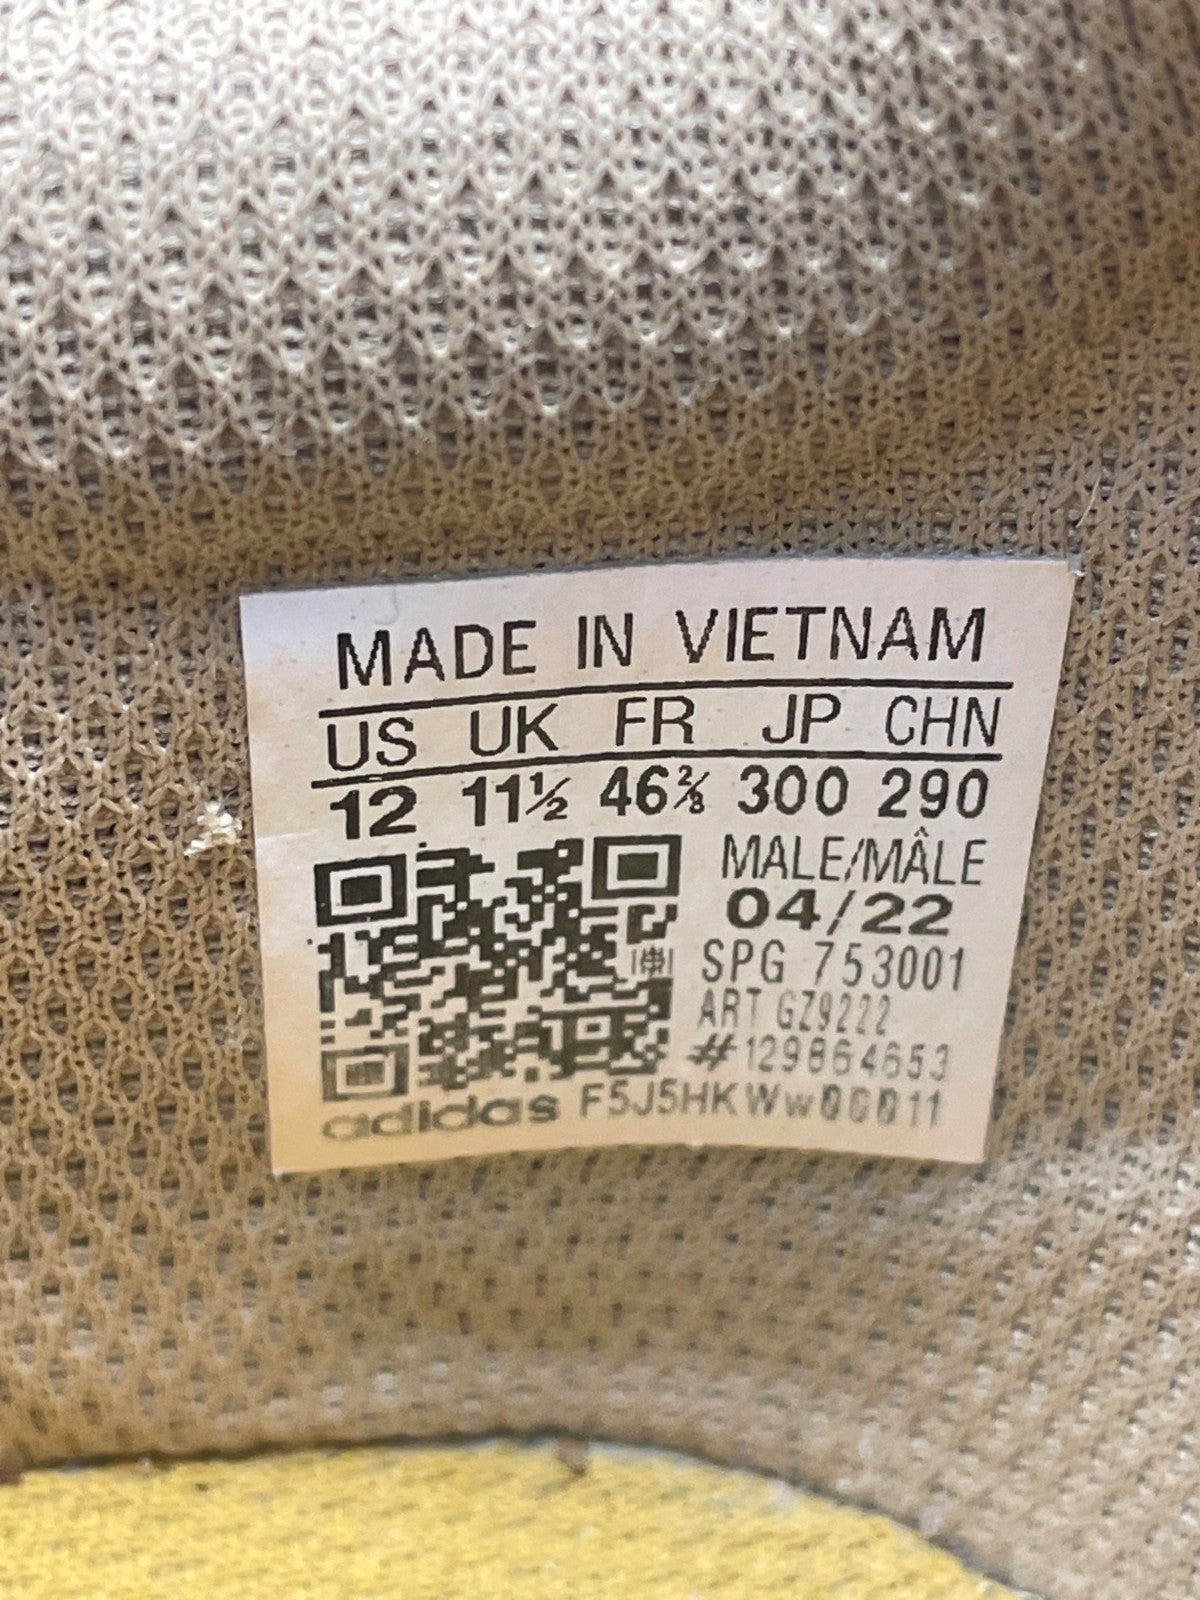 MADE IN VIETNAM
US UK FR JP CHN
12 11½ 46⅔ 300 290
MALE/MÂLE
04/22
SPG 753001
ART GZ9222
#129864653
adidas F5J5HKWw00011